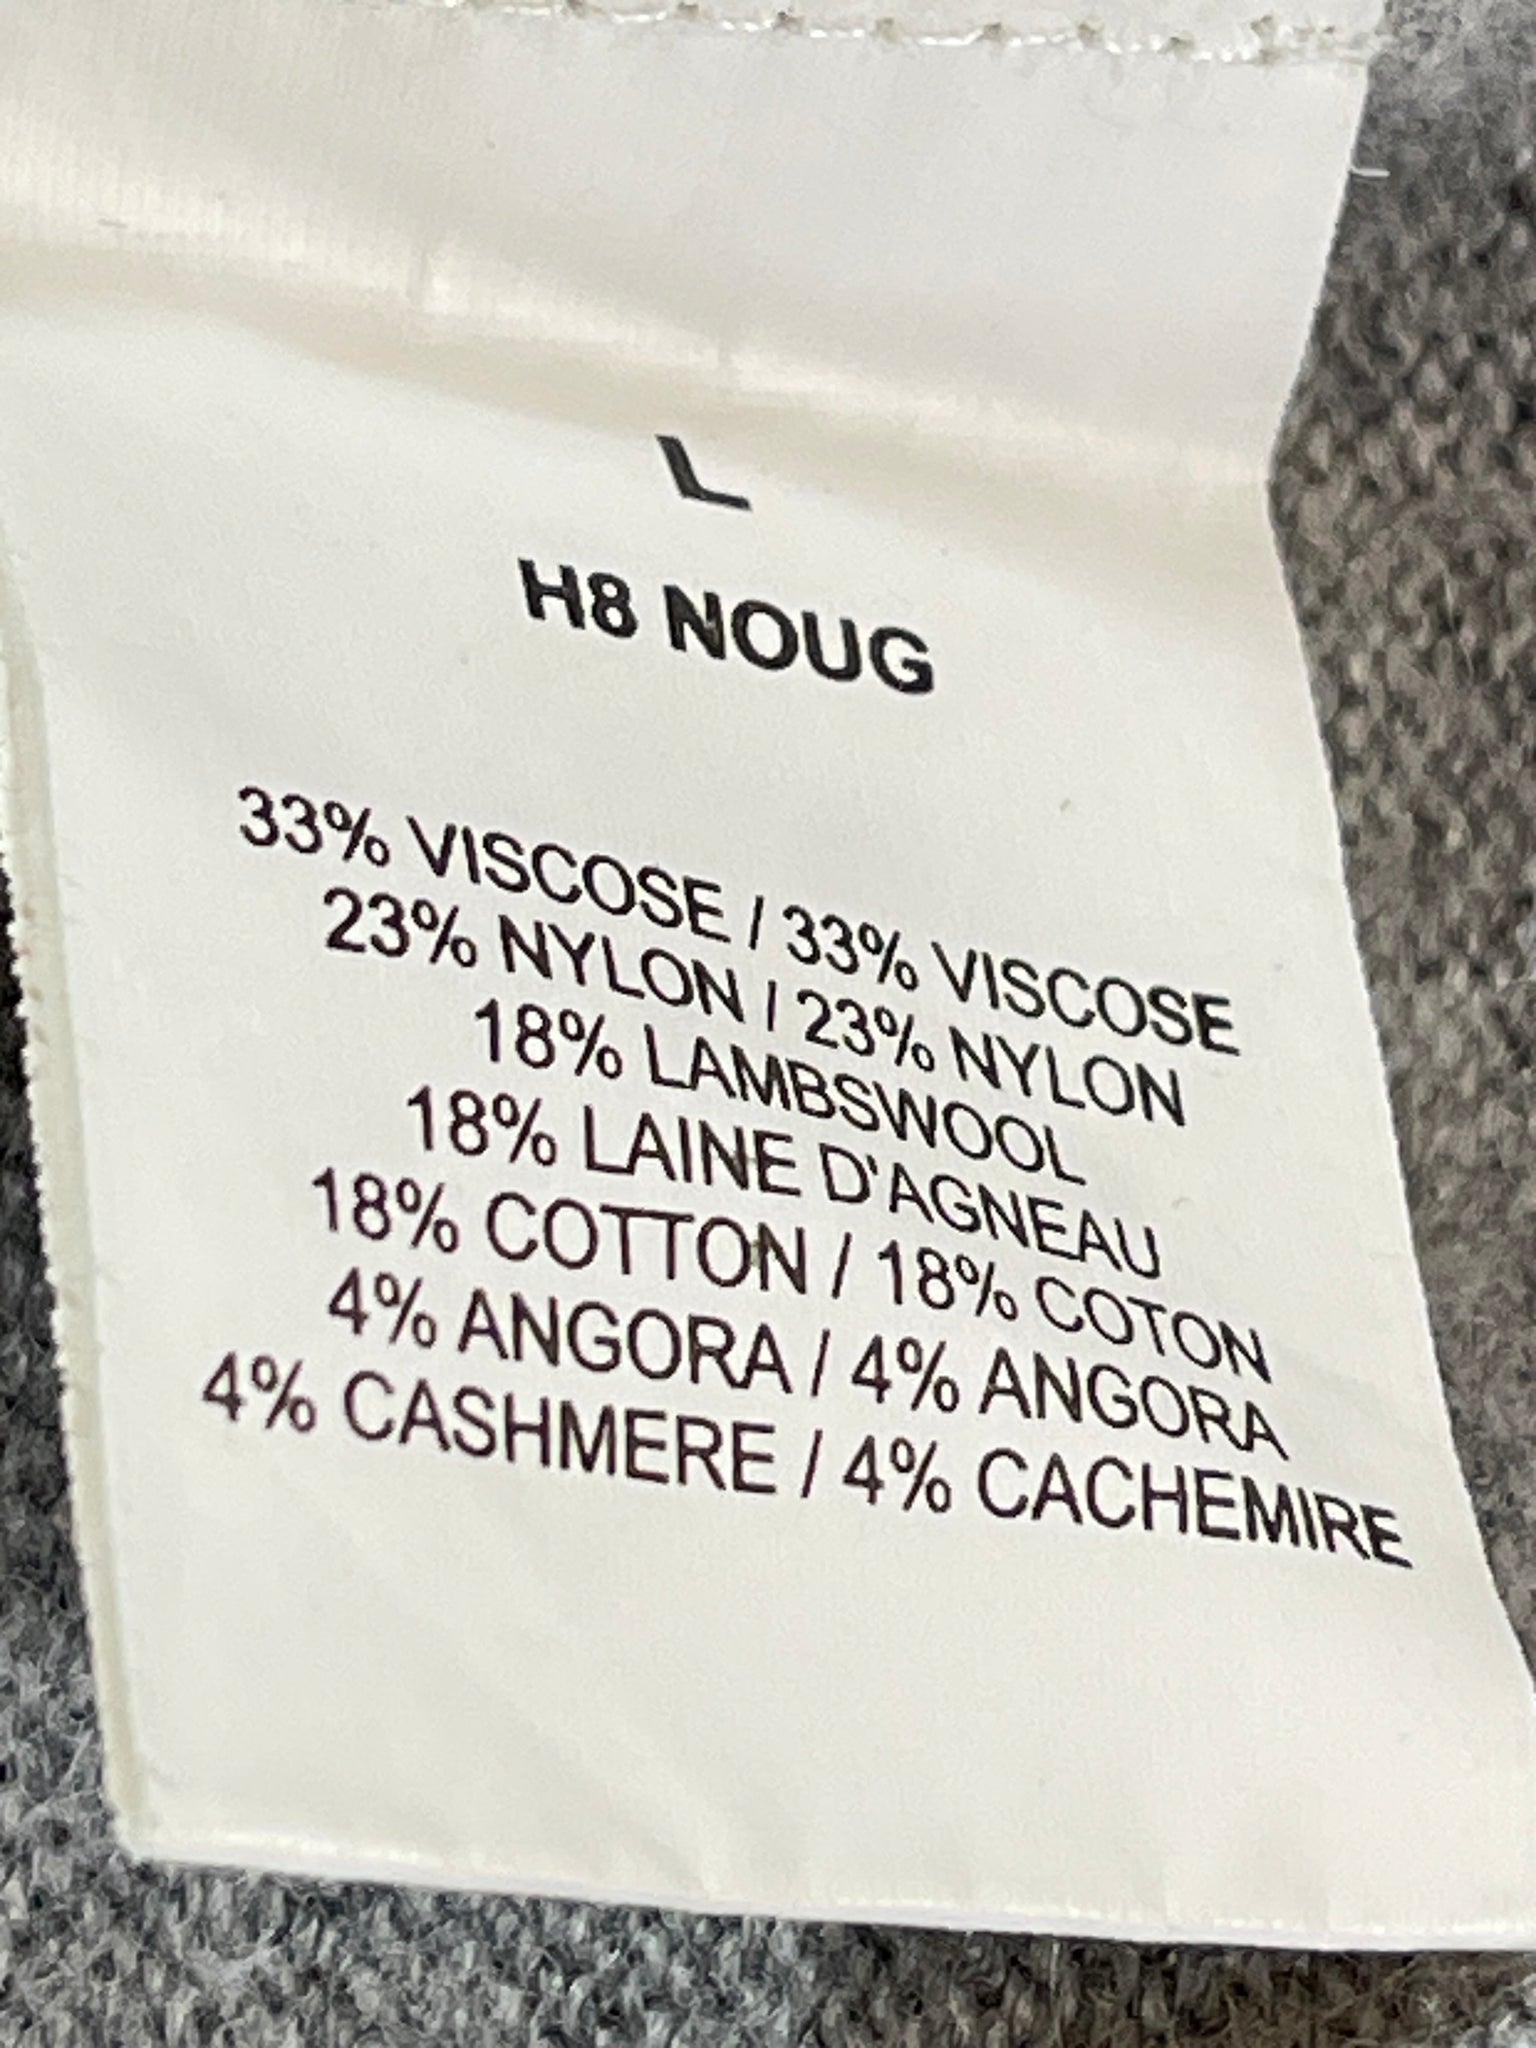 L
H8 NOUG
33% VISCOSE / 33% VISCOSE
23% NYLON / 23% NYLON
18% LAMBSWOOL
18% LAINE D'AGNEAU
18% COTTON / 18% COTON
4% ANGORA / 4% ANGORA
4% CASHMERE / 4% CACHEMIRE